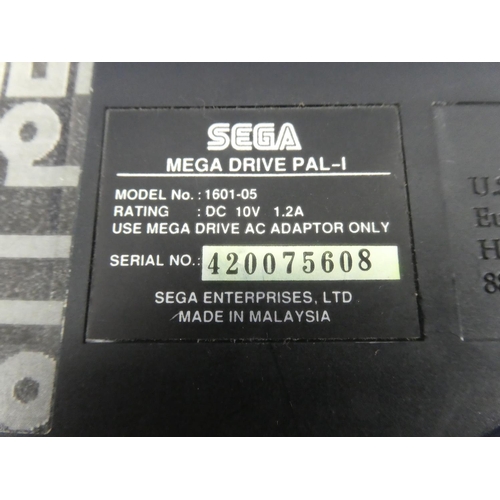 SEGA
MEGA DRIVE PAL-I
MODEL No.: 1601-05
RATING : DC 10V 1.2A
USE MEGA DRIVE AC ADAPTOR ONLY
SERIAL NO.: 420075608
SEGA ENTERPRISES, LTD
MADE IN MALAYSIA
U.S